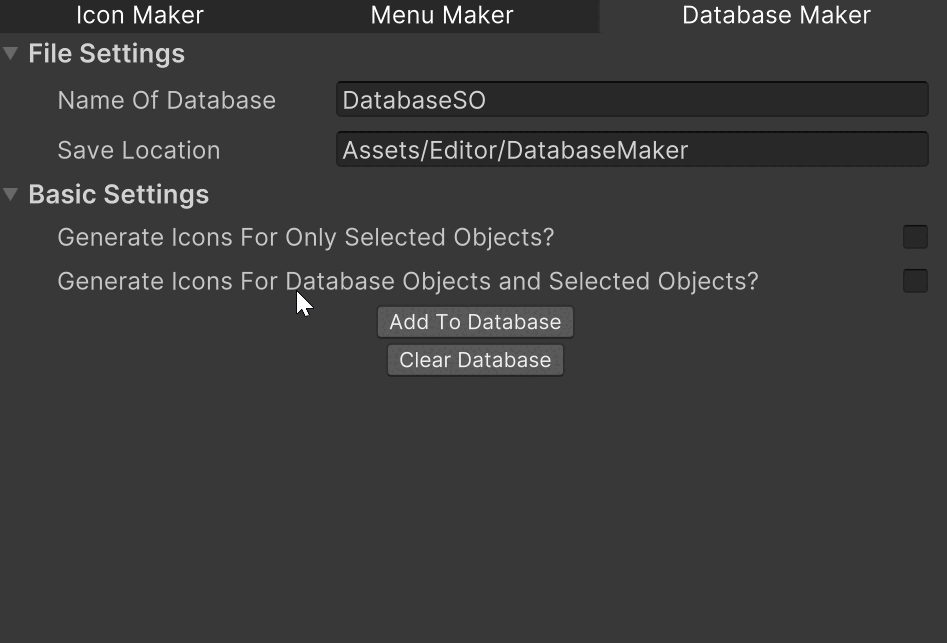 Icon Maker Menu Maker Database Maker
File Settings
Name Of Database DatabaseSO
Save Location Assets/Editor/DatabaseMaker
Basic Settings
Generate Icons For Only Selected Objects?
Generate Icons For Database Objects and Selected Objects?
Add To Database
Clear Database